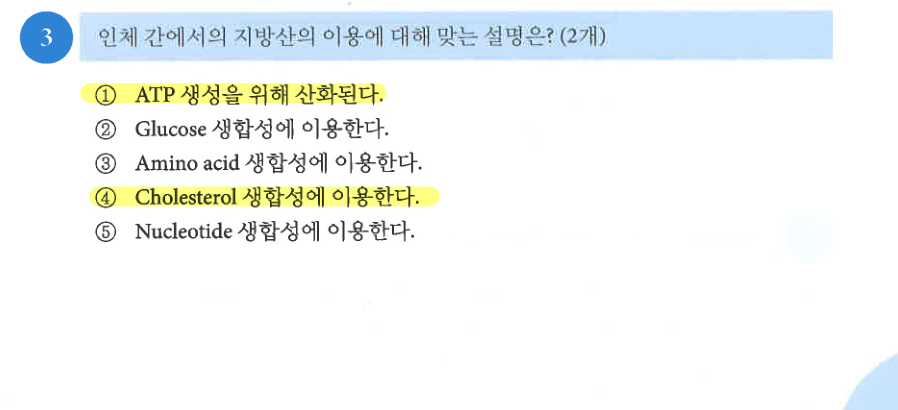 3
인체 간에서의 지방산의 이용에 대해 맞는 설명은? (2개)
① ATP 생성을 위해 산화된다.
② Glucose 생합성에 이용한다.
③ Amino acid 생합성에 이용한다.
④ Cholesterol 생합성에 이용한다.
⑤ Nucleotide 생합성에 이용한다.